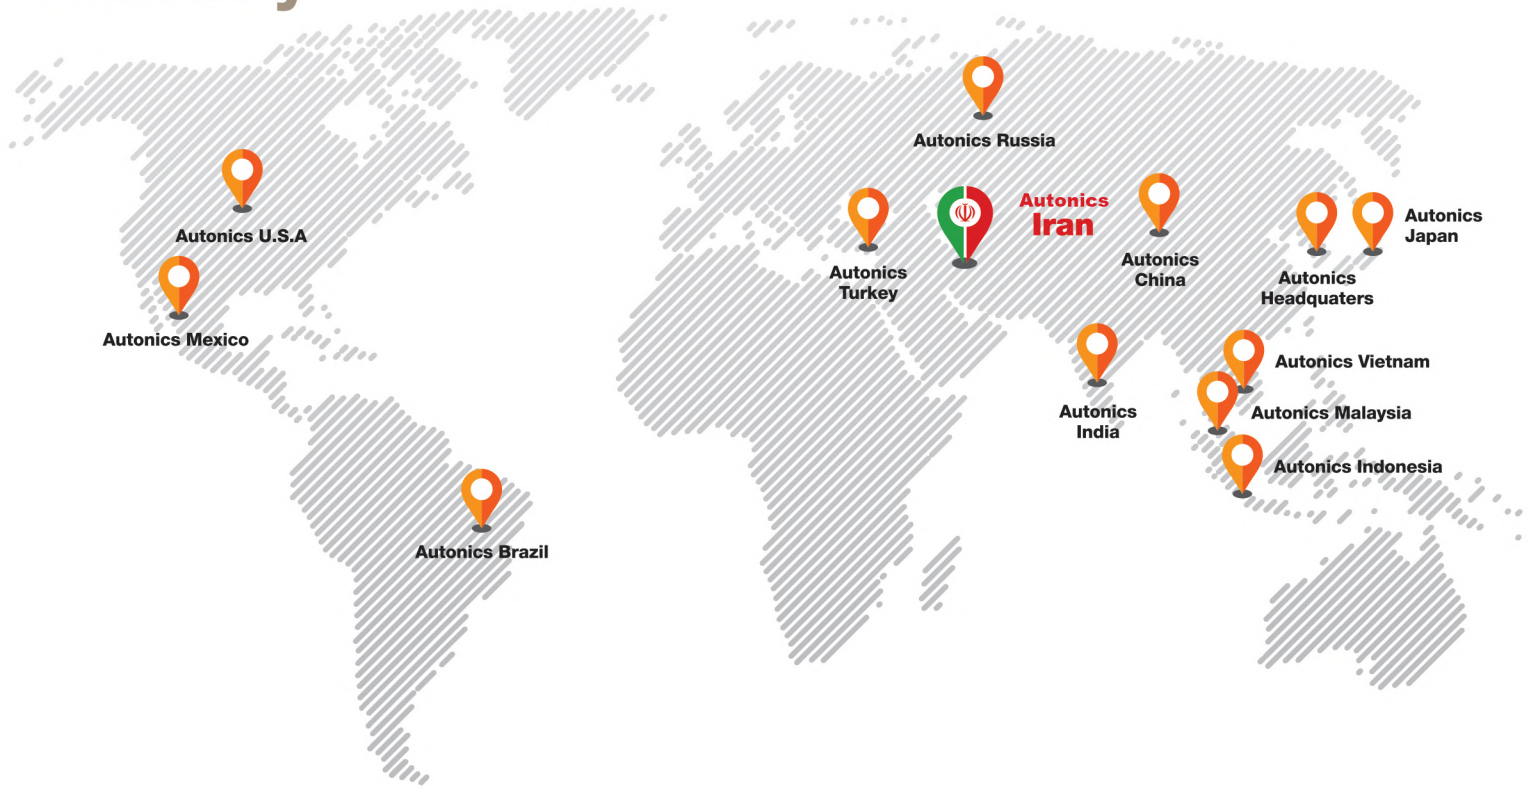 Autonics Russia
Autonics U.S.A
Autonics
Iran
Autonics
Japan
Autonics
China
Autonics
Turkey
Autonics
Headquaters
Autonics Mexico
Autonics Vietnam
Autonics
India
Autonics Malaysia
Autonics Indonesia
Autonics Brazil